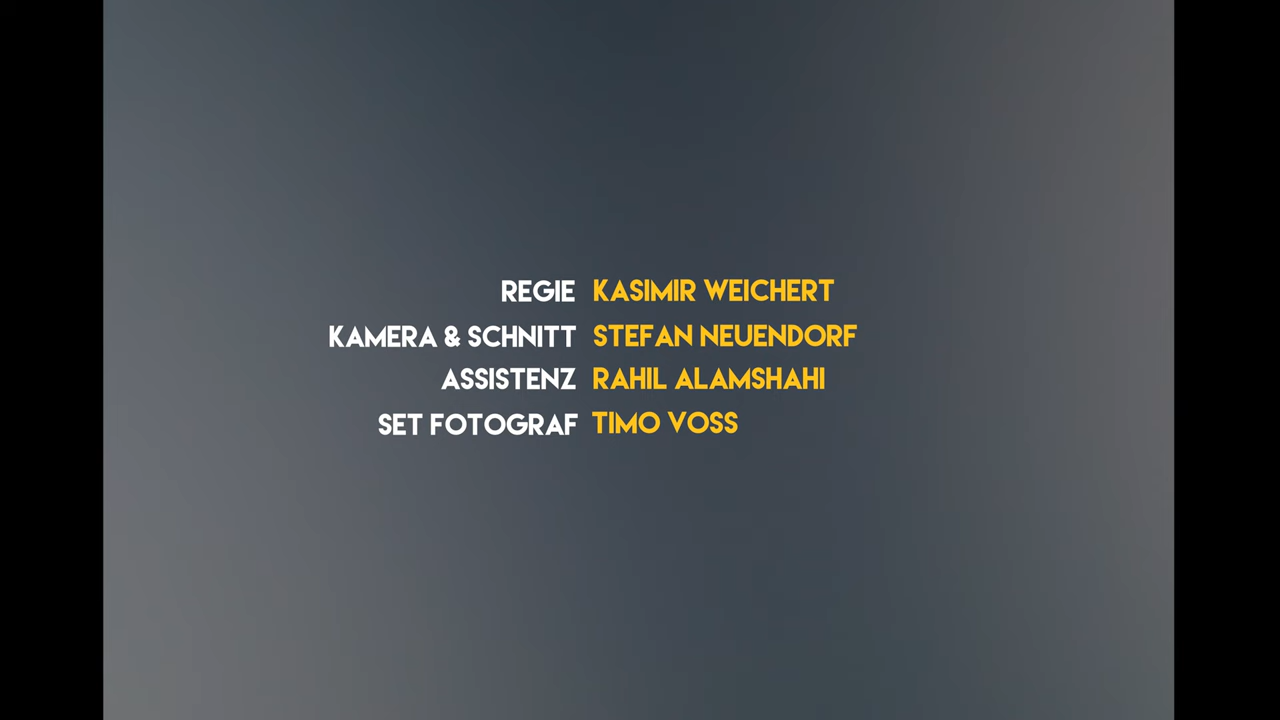 REGIE KASIMIR WEICHERT
KAMERA & SCHNITT STEFAN NEUENDORF
ASSISTENZ RAHIL ALAMSHAHI
SET FOTOGRAF TIMO VOSS